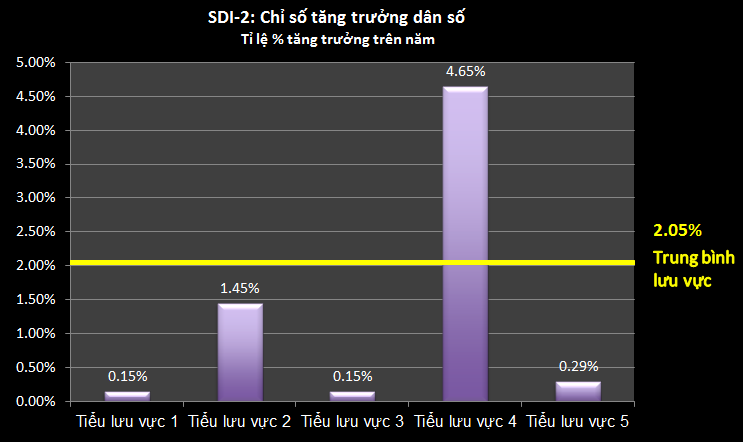 SDI-2: Chỉ số tăng trưởng dân số
Tỉ lệ % tăng trưởng trên năm
5.00%
4.50%
4.00%
3.50%
3.00%
2.50%
2.00%
1.50%
1.00%
0.50%
0.00%
0.15%
1.45%
0.15%
4.65%
0.29%
2.05%
Trung bình
lưu vực
Tiểu lưu vực 1
Tiểu lưu vực 2
Tiểu lưu vực 3
Tiểu lưu vực 4
Tiểu lưu vực 5